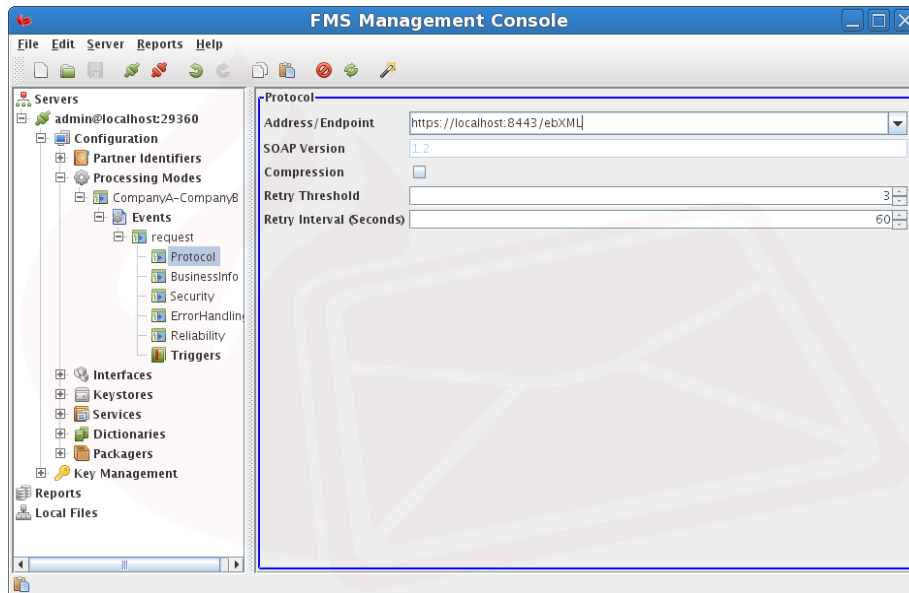 FMS Management Console
File Edit Server Reports Help
Servers
admin@localhost:29360
Configuration
Partner Identifiers
Processing Modes
CompanyA-CompanyB
Events
request
Protocol
BusinessInfo
Security
ErrorHandling
Reliability
Triggers
Interfaces
Keystores
Services
Dictionaries
Packagers
Key Management
Reports
Local Files
Protocol
Address/Endpoint https://localhost:8443/ebXML
SOAP Version 1.2
Compression
Retry Threshold 3
Retry Interval (Seconds) 60